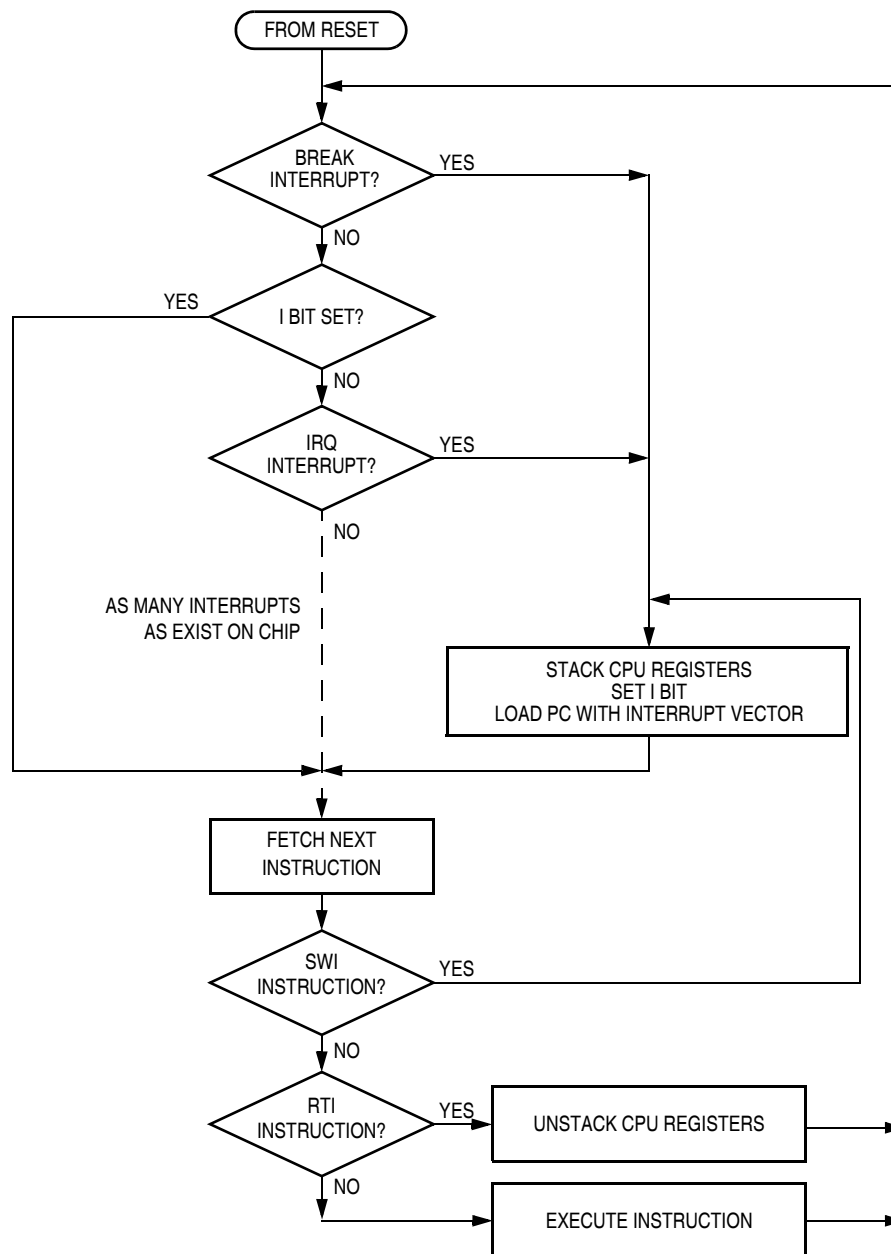 FROM RESET
BREAK
INTERRUPT?
YES
NO
YES
I BIT SET?
NO
IRQ
INTERRUPT?
YES
NO
AS MANY INTERRUPTS
AS EXIST ON CHIP
STACK CPU REGISTERS
SET I BIT
LOAD PC WITH INTERRUPT VECTOR
FETCH NEXT
INSTRUCTION
SWI
INSTRUCTION?
YES
NO
RTI
INSTRUCTION?
YES
UNSTACK CPU REGISTERS
NO
EXECUTE INSTRUCTION